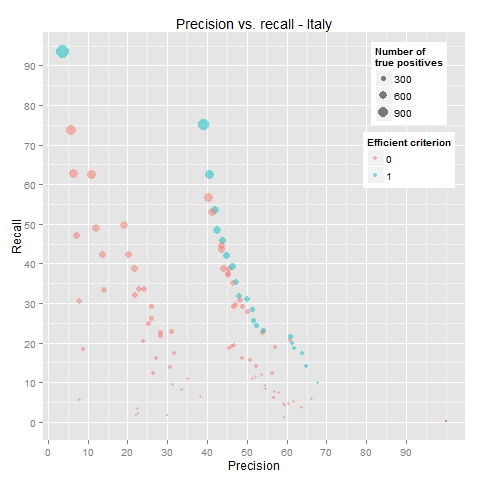 Precision vs. recall - Italy
Number of
true positives
300
600
900
Efficient criterion
0
1
Recall
90
80
70
60
50
40
30
20
10
0
0 10 20 30 40 50 60 70 80 90
Precision